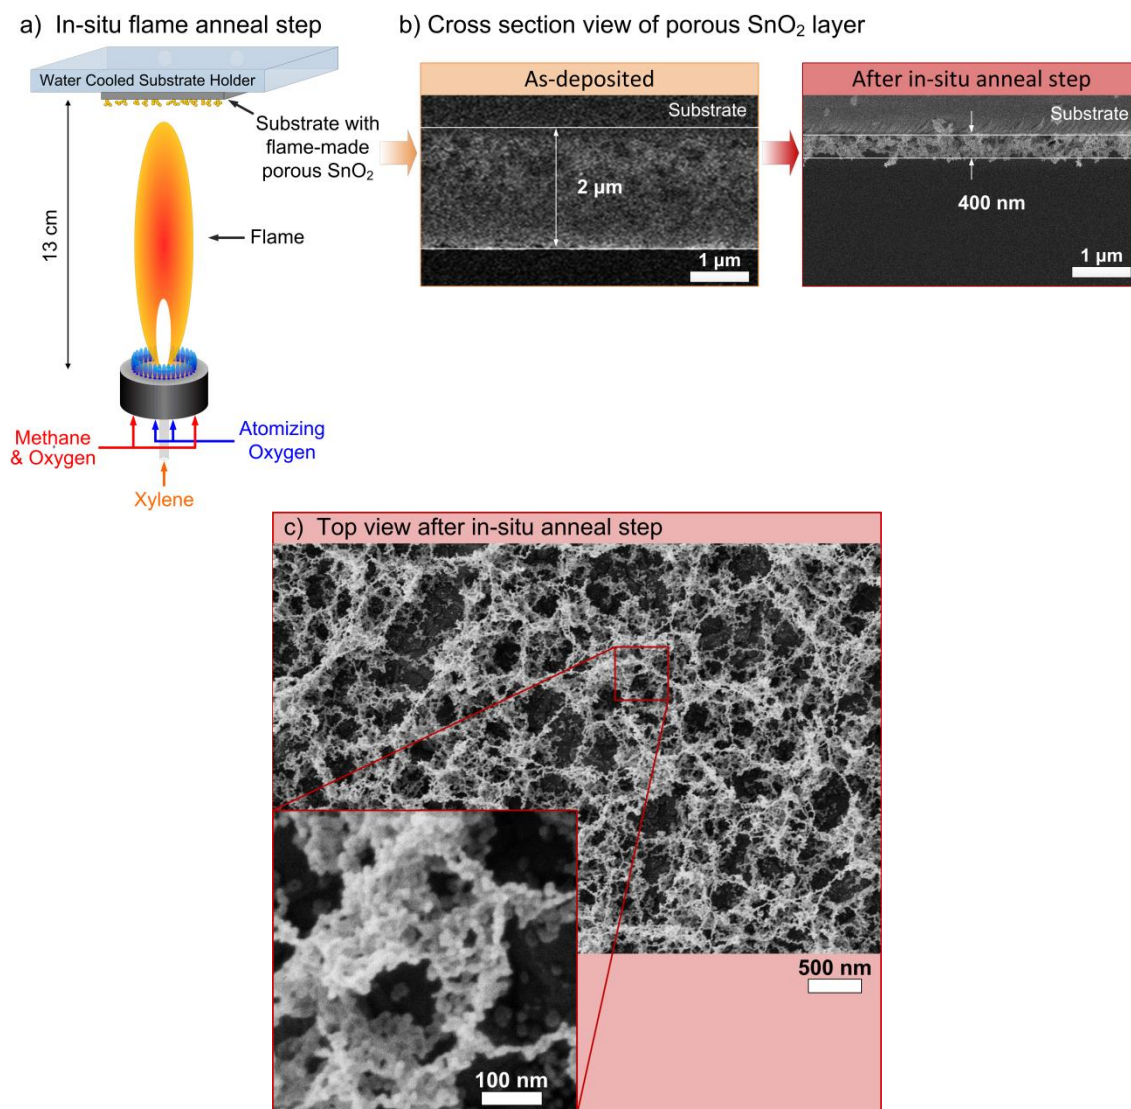 a) In-situ flame anneal step
Water Cooled Substrate Holder
Substrate with
flame-made
porous SnO₂
13 cm
Flame
Methane
& Oxygen
Atomizing
Oxygen
Xylene
b) Cross section view of porous SnO₂ layer
As-deposited
Substrate
2 µm
1 µm
After in-situ anneal step
Substrate
400 nm
1 µm
c) Top view after in-situ anneal step
500 nm
100 nm